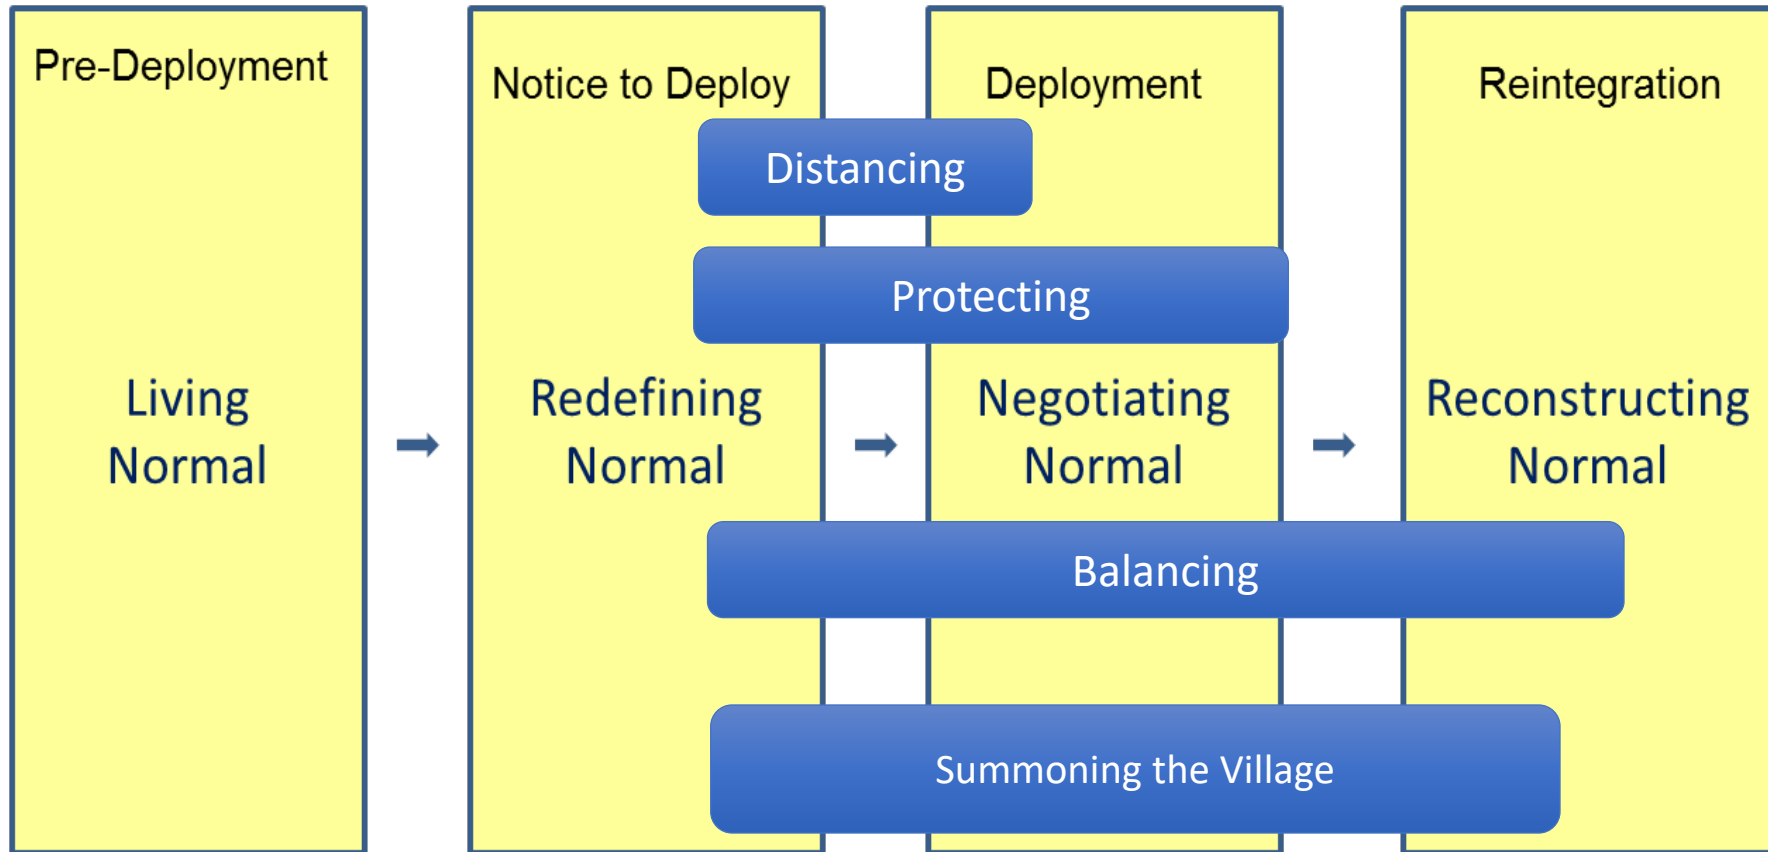 Pre-Deployment
Notice to Deploy
Deployment
Reintegration
Distancing
Protecting
Living
Normal
Redefining
Normal
Negotiating
Normal
Reconstructing
Normal
Balancing
Summoning the Village